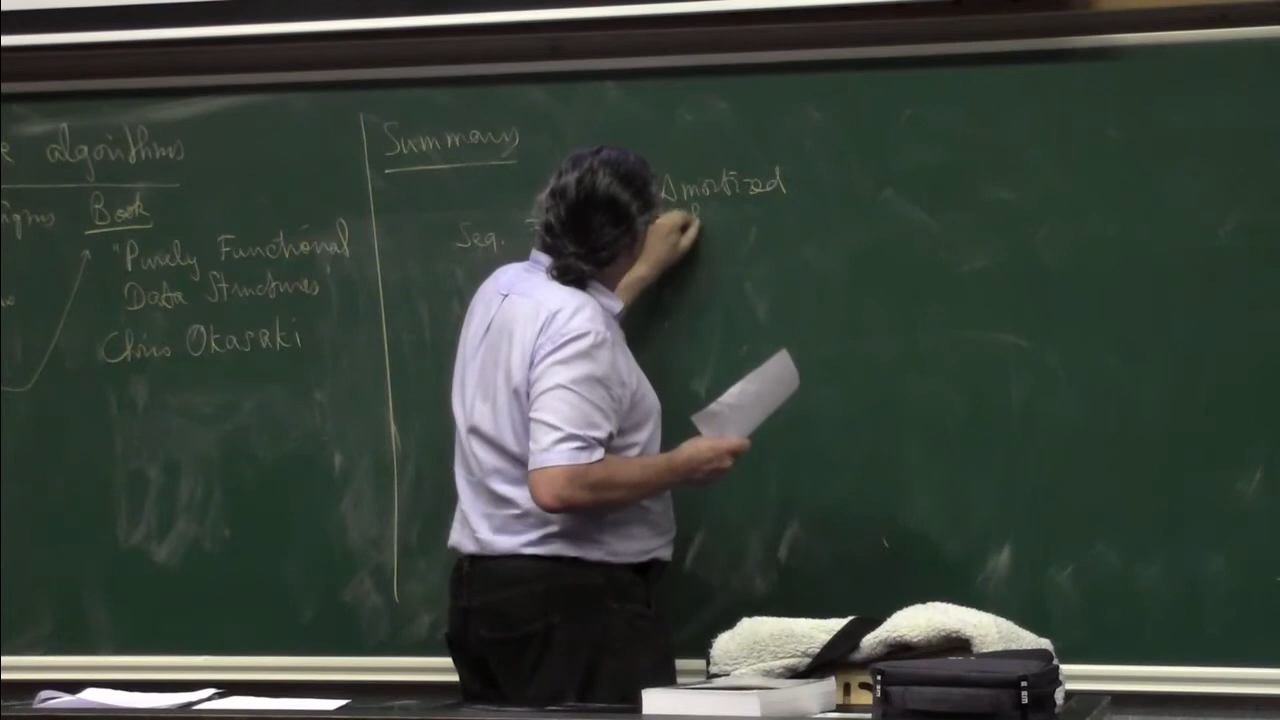 algorithms
Book
"Purely Functional
Data Structures
Chris Okasaki
Summary
Amortized
Seq.